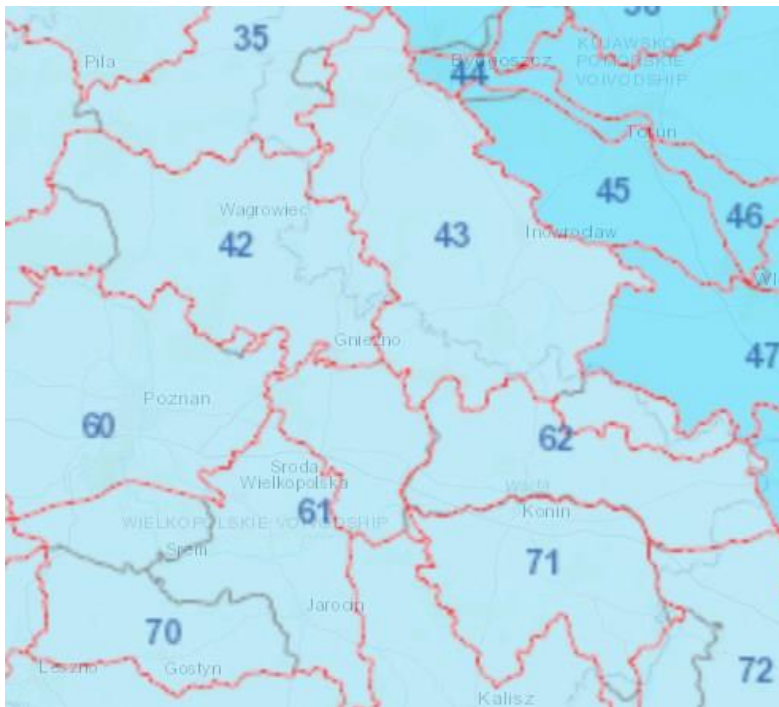 35
KUJAWSKO
POMORSKIE
VOIVODSHIP
Pila
Bydgoszcz
44
Torun
45
46
Wagrowiec
42
43
Inowroclaw
Gniezno
47
Poznan
60
62
Sroda
Wielkopolska
Warta
61
WIELKOPOLSKIE VOIVODSHIP
Konin
Srem
71
Jarocin
70
Leszno
Gostyn
72
Kalisz